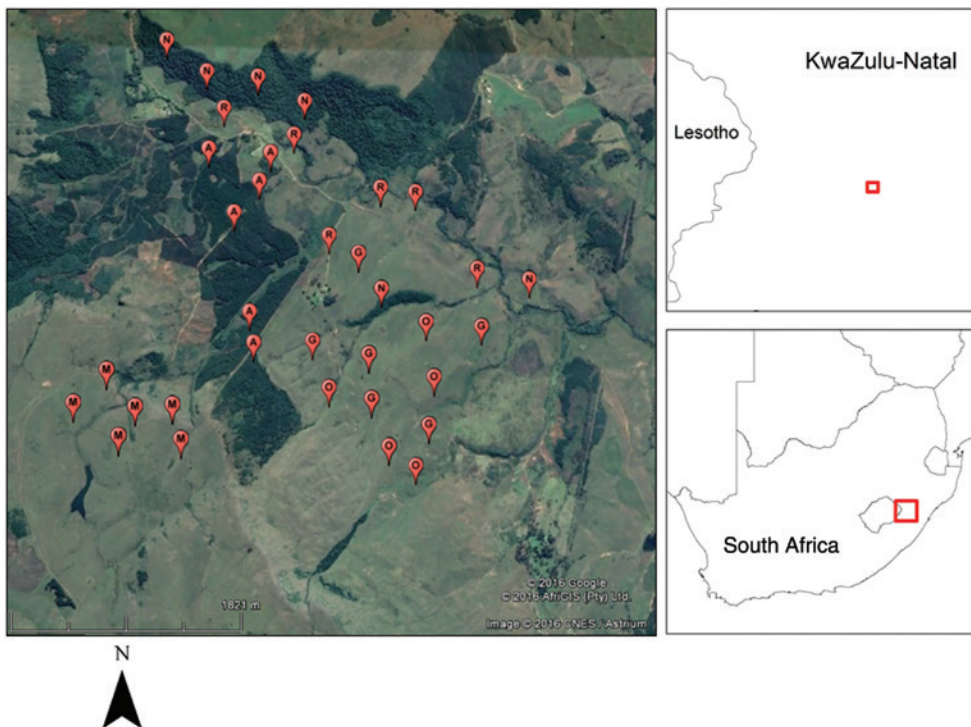 N
N
N
N
R
R
A
A
A
R
R
A
R
G
R
N
N
A
O
G
G
A
G
M
O
O
G
M
M
M
G
M
M
O
O
1821 m
© 2016 Google
© 2016 AfriGIS (Pty) Ltd.
Image © 2016 CNES / Astrium
N
KwaZulu-Natal
Lesotho
South Africa